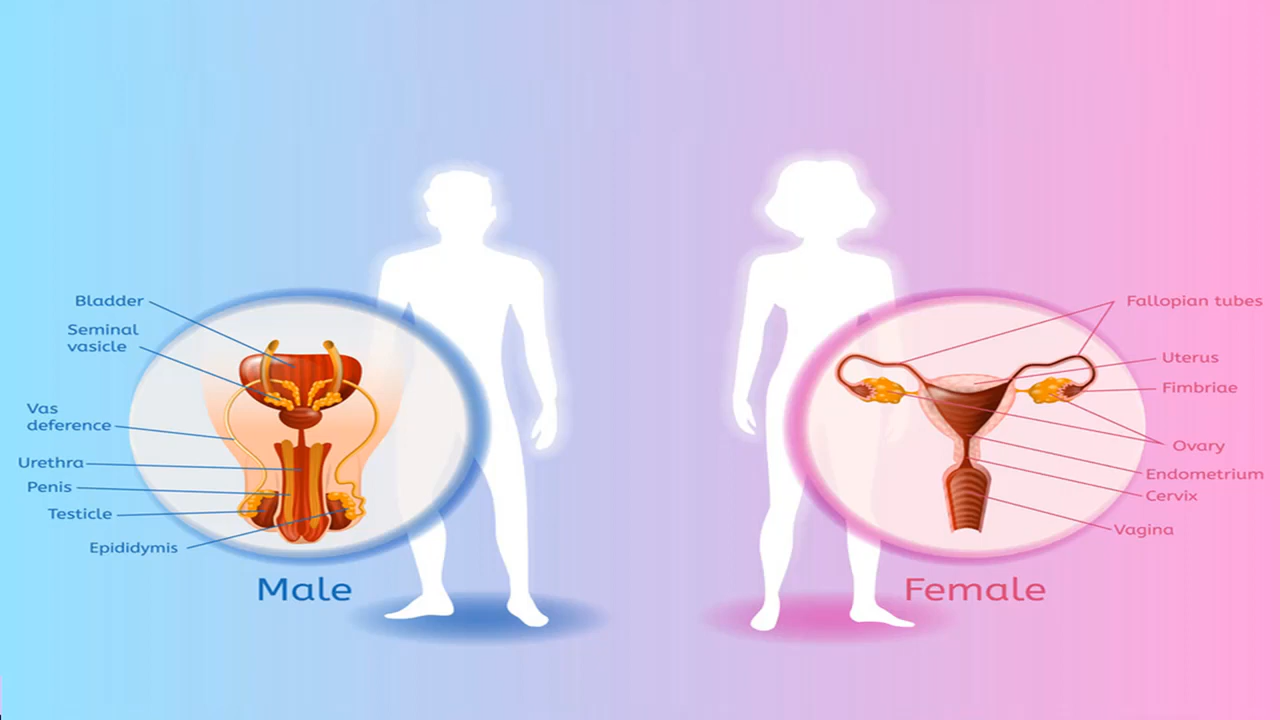 Bladder
Seminal
vasicle
Vas
deference
Urethra
Penis
Testicle
Epididymis
Male
Fallopian tubes
Uterus
Fimbriae
Ovary
Endometrium
Cervix
Vagina
Female